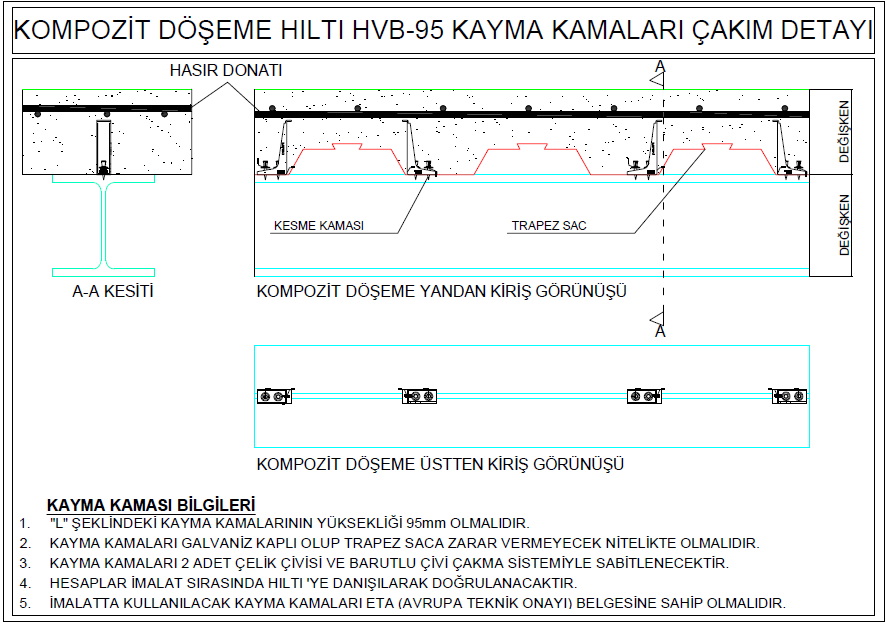 KOMPOZİT DÖŞEME HILTI HVB-95 KAYMA KAMALARI ÇAKIM DETAYI
HASIR DONATI
A
DEĞİŞKEN
KESME KAMASI
TRAPEZ SAC
DEĞİŞKEN
A-A KESİTİ
KOMPOZİT DÖŞEME YANDAN KİRİŞ GÖRÜNÜŞÜ
A
KOMPOZİT DÖŞEME ÜSTTEN KİRİŞ GÖRÜNÜŞÜ
KAYMA KAMASI BİLGİLERİ
1. "L" ŞEKLİNDEKİ KAYMA KAMALARININ YÜKSEKLİĞİ 95mm OLMALIDIR.
2. KAYMA KAMALARI GALVANİZ KAPLI OLUP TRAPEZ SACA ZARAR VERMEYECEK NİTELİKTE OLMALIDIR.
3. KAYMA KAMALARI 2 ADET ÇELİK ÇİVİSİ VE BARUTLU ÇİVİ ÇAKMA SİSTEMİYLE SABİTLENECEKTİR.
4. HESAPLAR İMALAT SIRASINDA HILTI 'YE DANIŞILARAK DOĞRULANACAKTIR.
5. İMALATTA KULLANILACAK KAYMA KAMALARI ETA (AVRUPA TEKNİK ONAYI) BELGESİNE SAHİP OLMALIDIR.